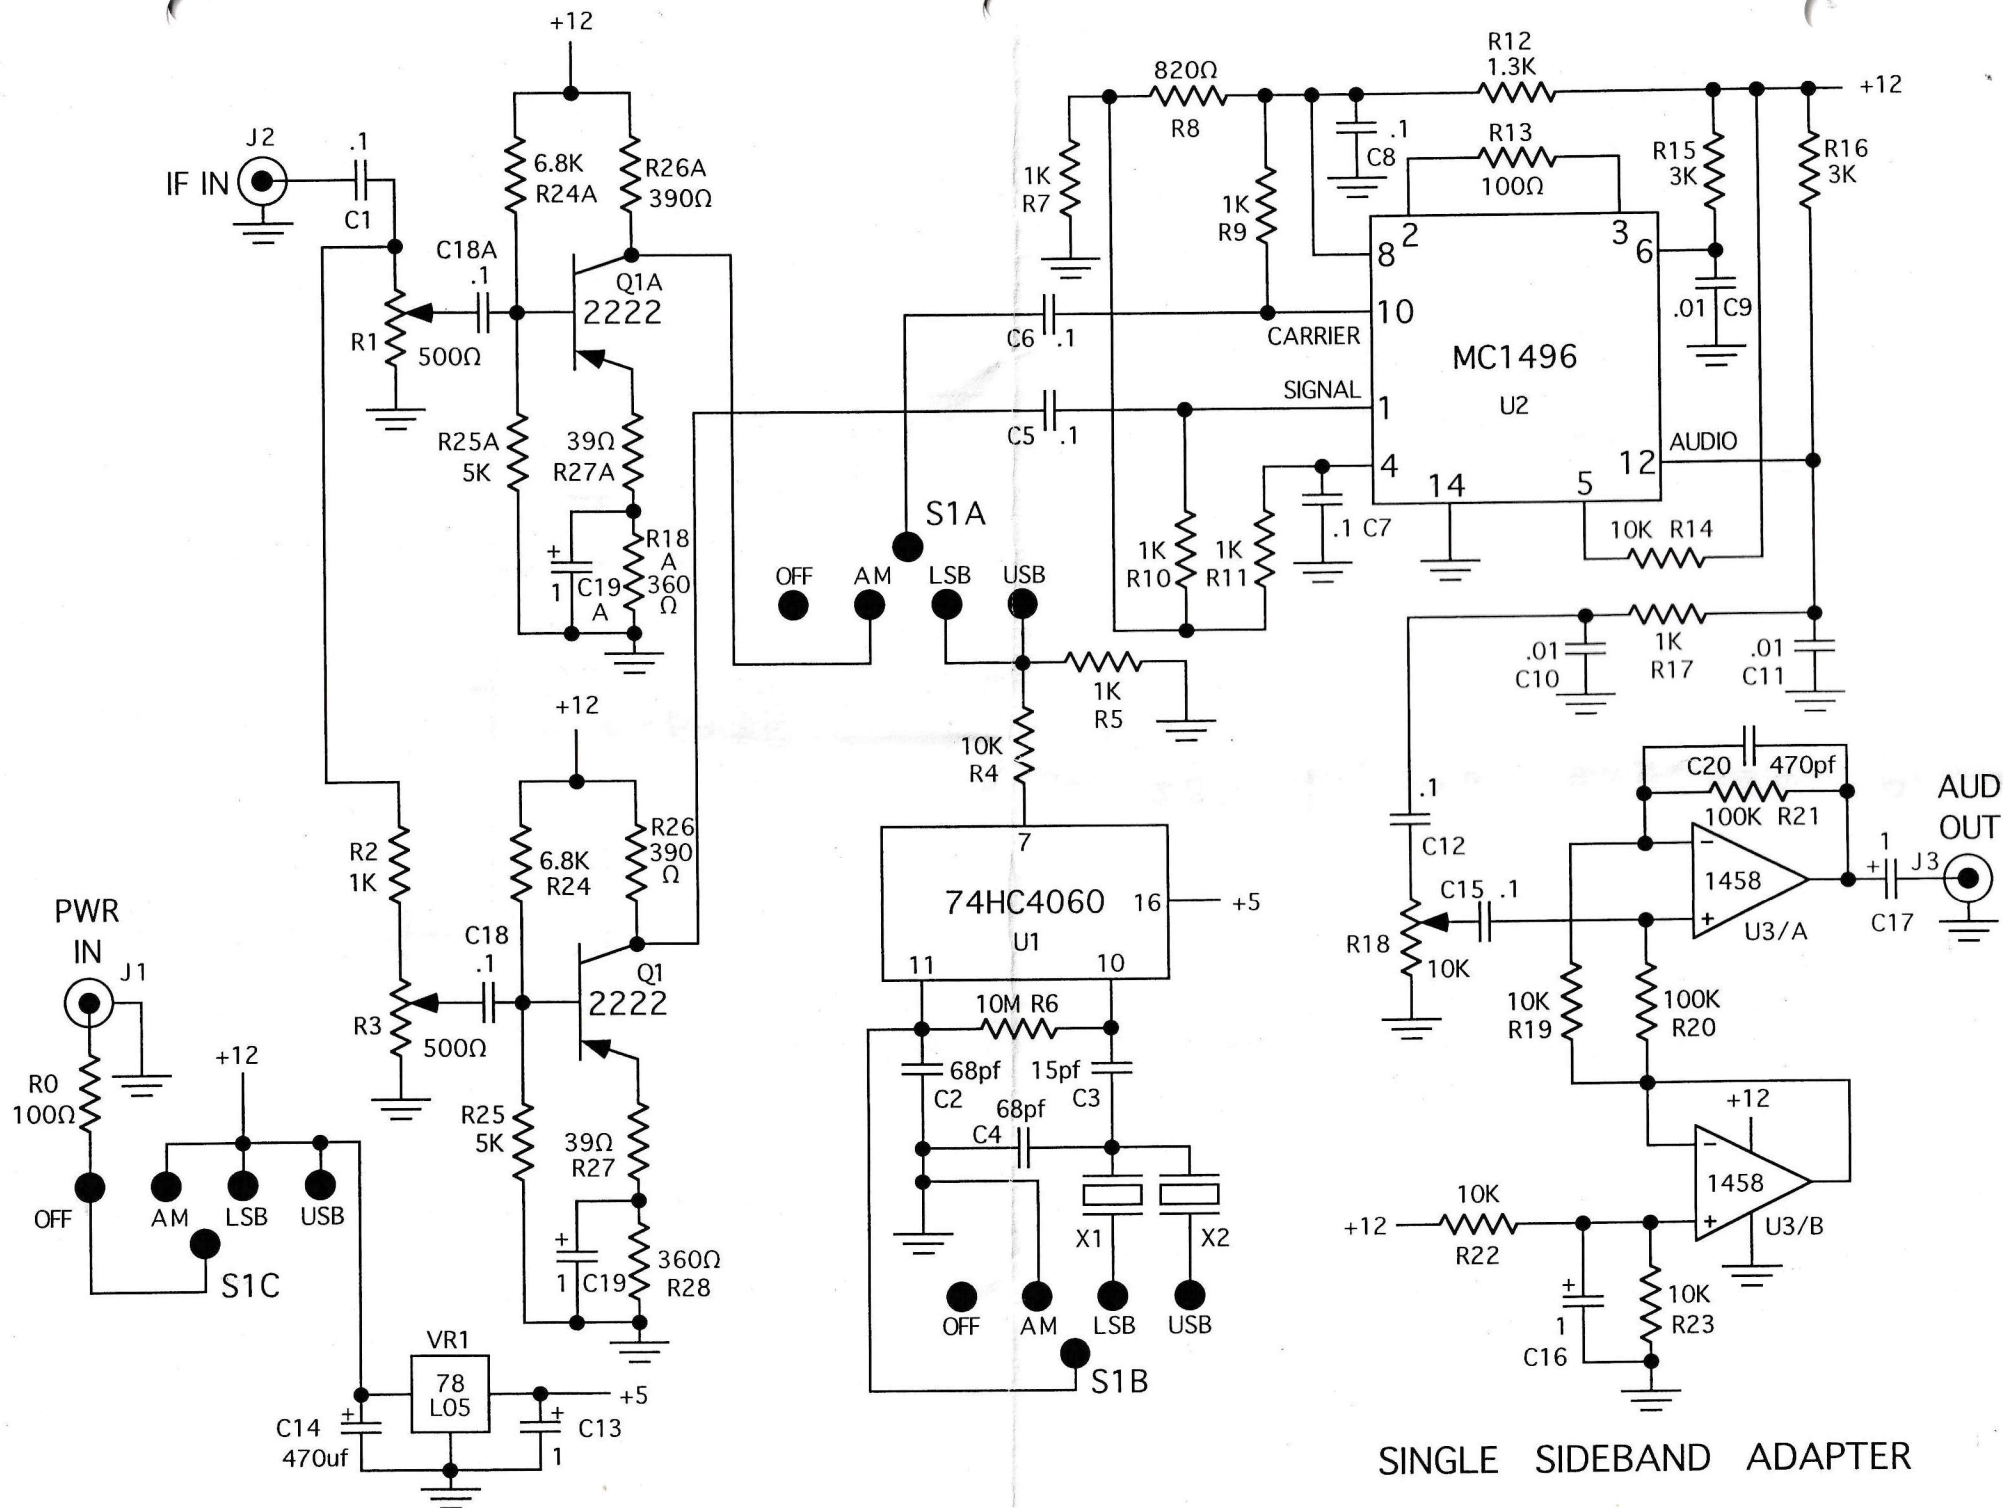 +12
J2
.1
IF IN
C1
6.8K
R24A
R26A
390Ω
C18A
.1
Q1A
2222
R1
500Ω
R25A
5K
39Ω
R27A
R18
A
360
Ω
+
1
C19
A
+12
R2
1K
6.8K
R24
R26
390
Ω
C18
.1
Q1
2222
R3
500Ω
R25
5K
39Ω
R27
+
1
C19
360Ω
R28
PWR
IN
J1
R0
100Ω
+12
OFF
AM
LSB
USB
S1C
VR1
78
L05
+5
+
C14
470uf
+
C13
1
820Ω
R8
R12
1.3K
+12
1K
R7
1K
R9
.1
C8
R13
100Ω
R15
3K
R16
3K
2
3
8
6
10
.01
C9
C6
.1
CARRIER
MC1496
U2
SIGNAL
1
C5
.1
4
AUDIO
12
14
5
.1
C7
10K
R14
S1A
OFF
AM
LSB
USB
1K
R10
1K
R11
1K
R5
10K
R4
.01
C10
1K
R17
.01
C11
7
74HC4060
U1
16
+5
11
10
10M
R6
68pf
C2
15pf
C3
68pf
C4
X1
X2
OFF
AM
LSB
USB
S1B
.1
C12
C20
470pf
100K
R21
AUD
OUT
−
1458
+
U3/A
+
1
C17
J3
C15
.1
R18
10K
10K
R19
100K
R20
+12
−
1458
+
U3/B
+12
10K
R22
+
1
C16
10K
R23
SINGLE SIDEBAND ADAPTER